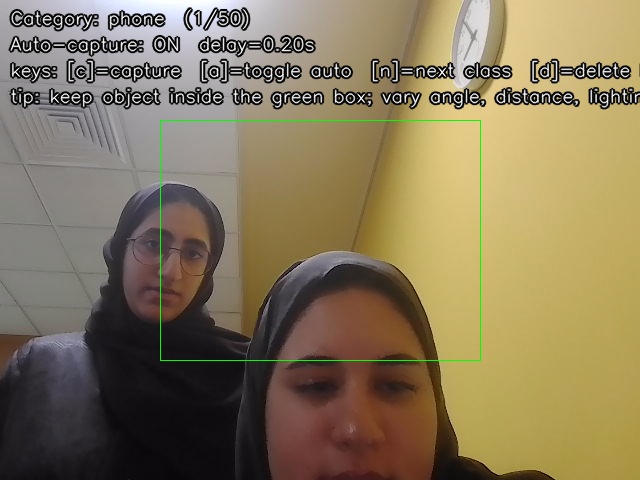 Category: phone (1/50)
Auto-capture: ON delay=0.20s
keys: [c]=capture [a]=toggle auto [n]=next class [d]=delete
tip: keep object inside the green box; vary angle, distance, lightin